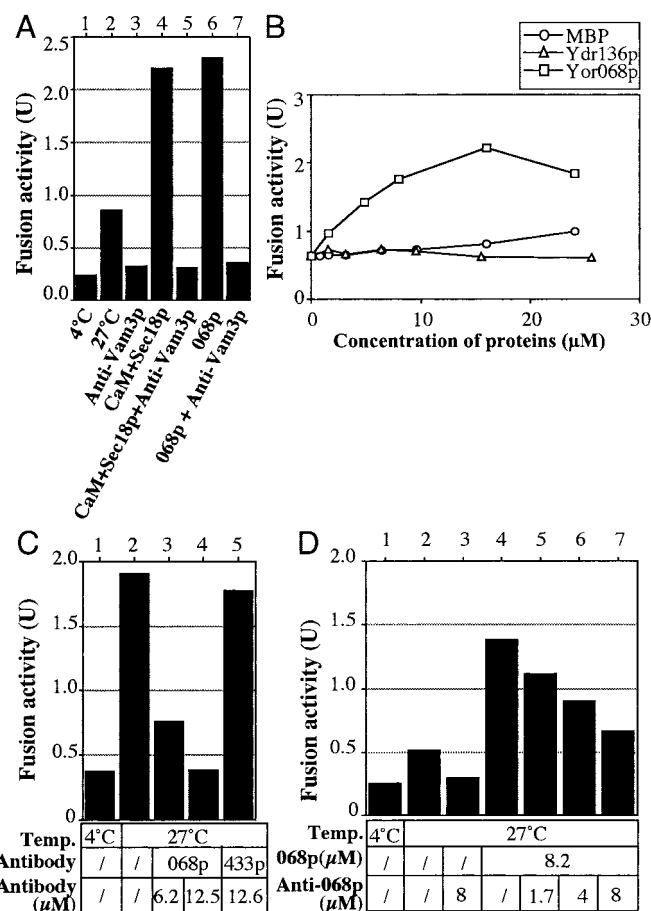 A
1 2 3 4 5 6 7
Fusion activity (U)
2.5
2.0
1.5
1.0
0.5
0.0
4°C
27°C
Anti-Vam3p
CaM+Sec18p
CaM+Sec18p+Anti-Vam3p
068p
068p + Anti-Vam3p
B
MBP
Ydr136p
Yor068p
Fusion activity (U)
3
2
1
0
0 10 20 30
Concentration of proteins (µM)
C
1 2 3 4 5
Fusion activity (U)
2.0
1.5
1.0
0.5
0
Temp. 4°C 27°C
Antibody / / 068p 433p
Antibody (µM) / / 6.2 12.5 12.6
D
1 2 3 4 5 6 7
Fusion activity (U)
2.0
1.5
1.0
0.5
0
Temp. 4°C 27°C
068p(µM) / / / 8.2
Anti-068p (µM) / / 8 / 1.7 4 8